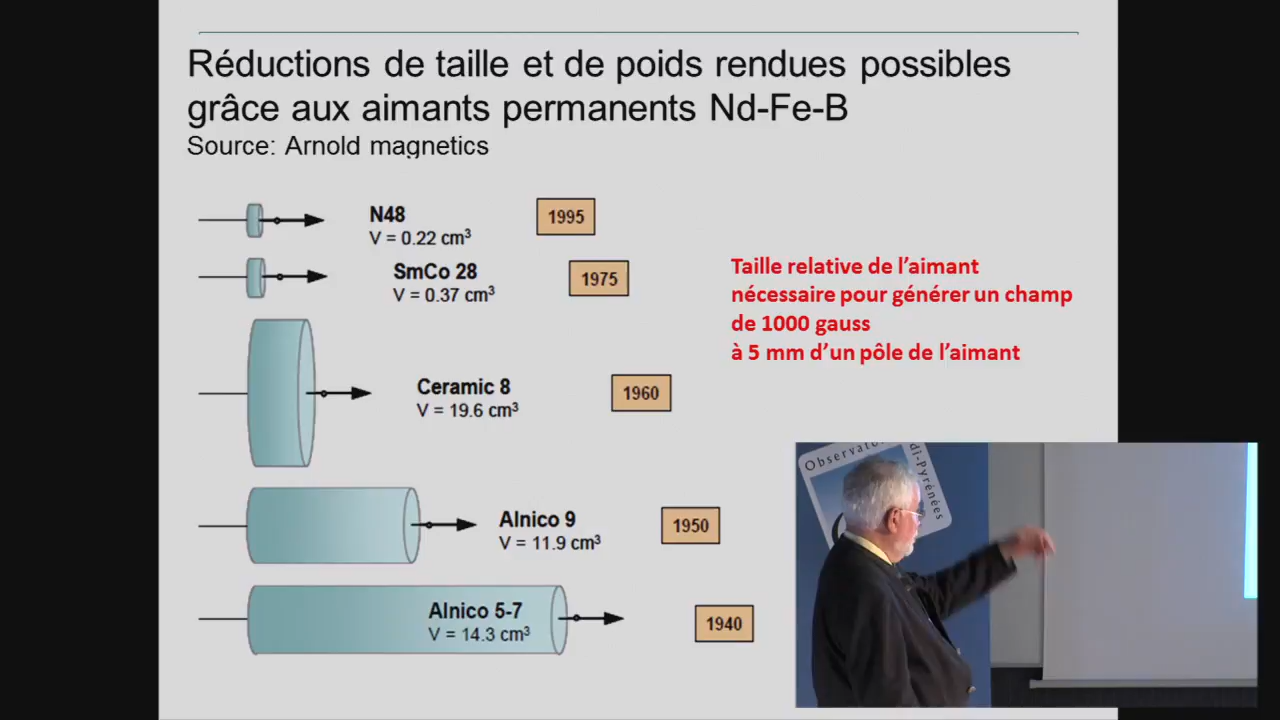 Réductions de taille et de poids rendues possibles
grâce aux aimants permanents Nd-Fe-B
Source: Arnold magnetics
N48
V = 0.22 cm³
1995
SmCo 28
V = 0.37 cm³
1975
Taille relative de l’aimant
nécessaire pour générer un champ
de 1000 gauss
à 5 mm d’un pôle de l’aimant
Ceramic 8
V = 19.6 cm³
1960
Alnico 9
V = 11.9 cm³
1950
Alnico 5-7
V = 14.3 cm³
1940